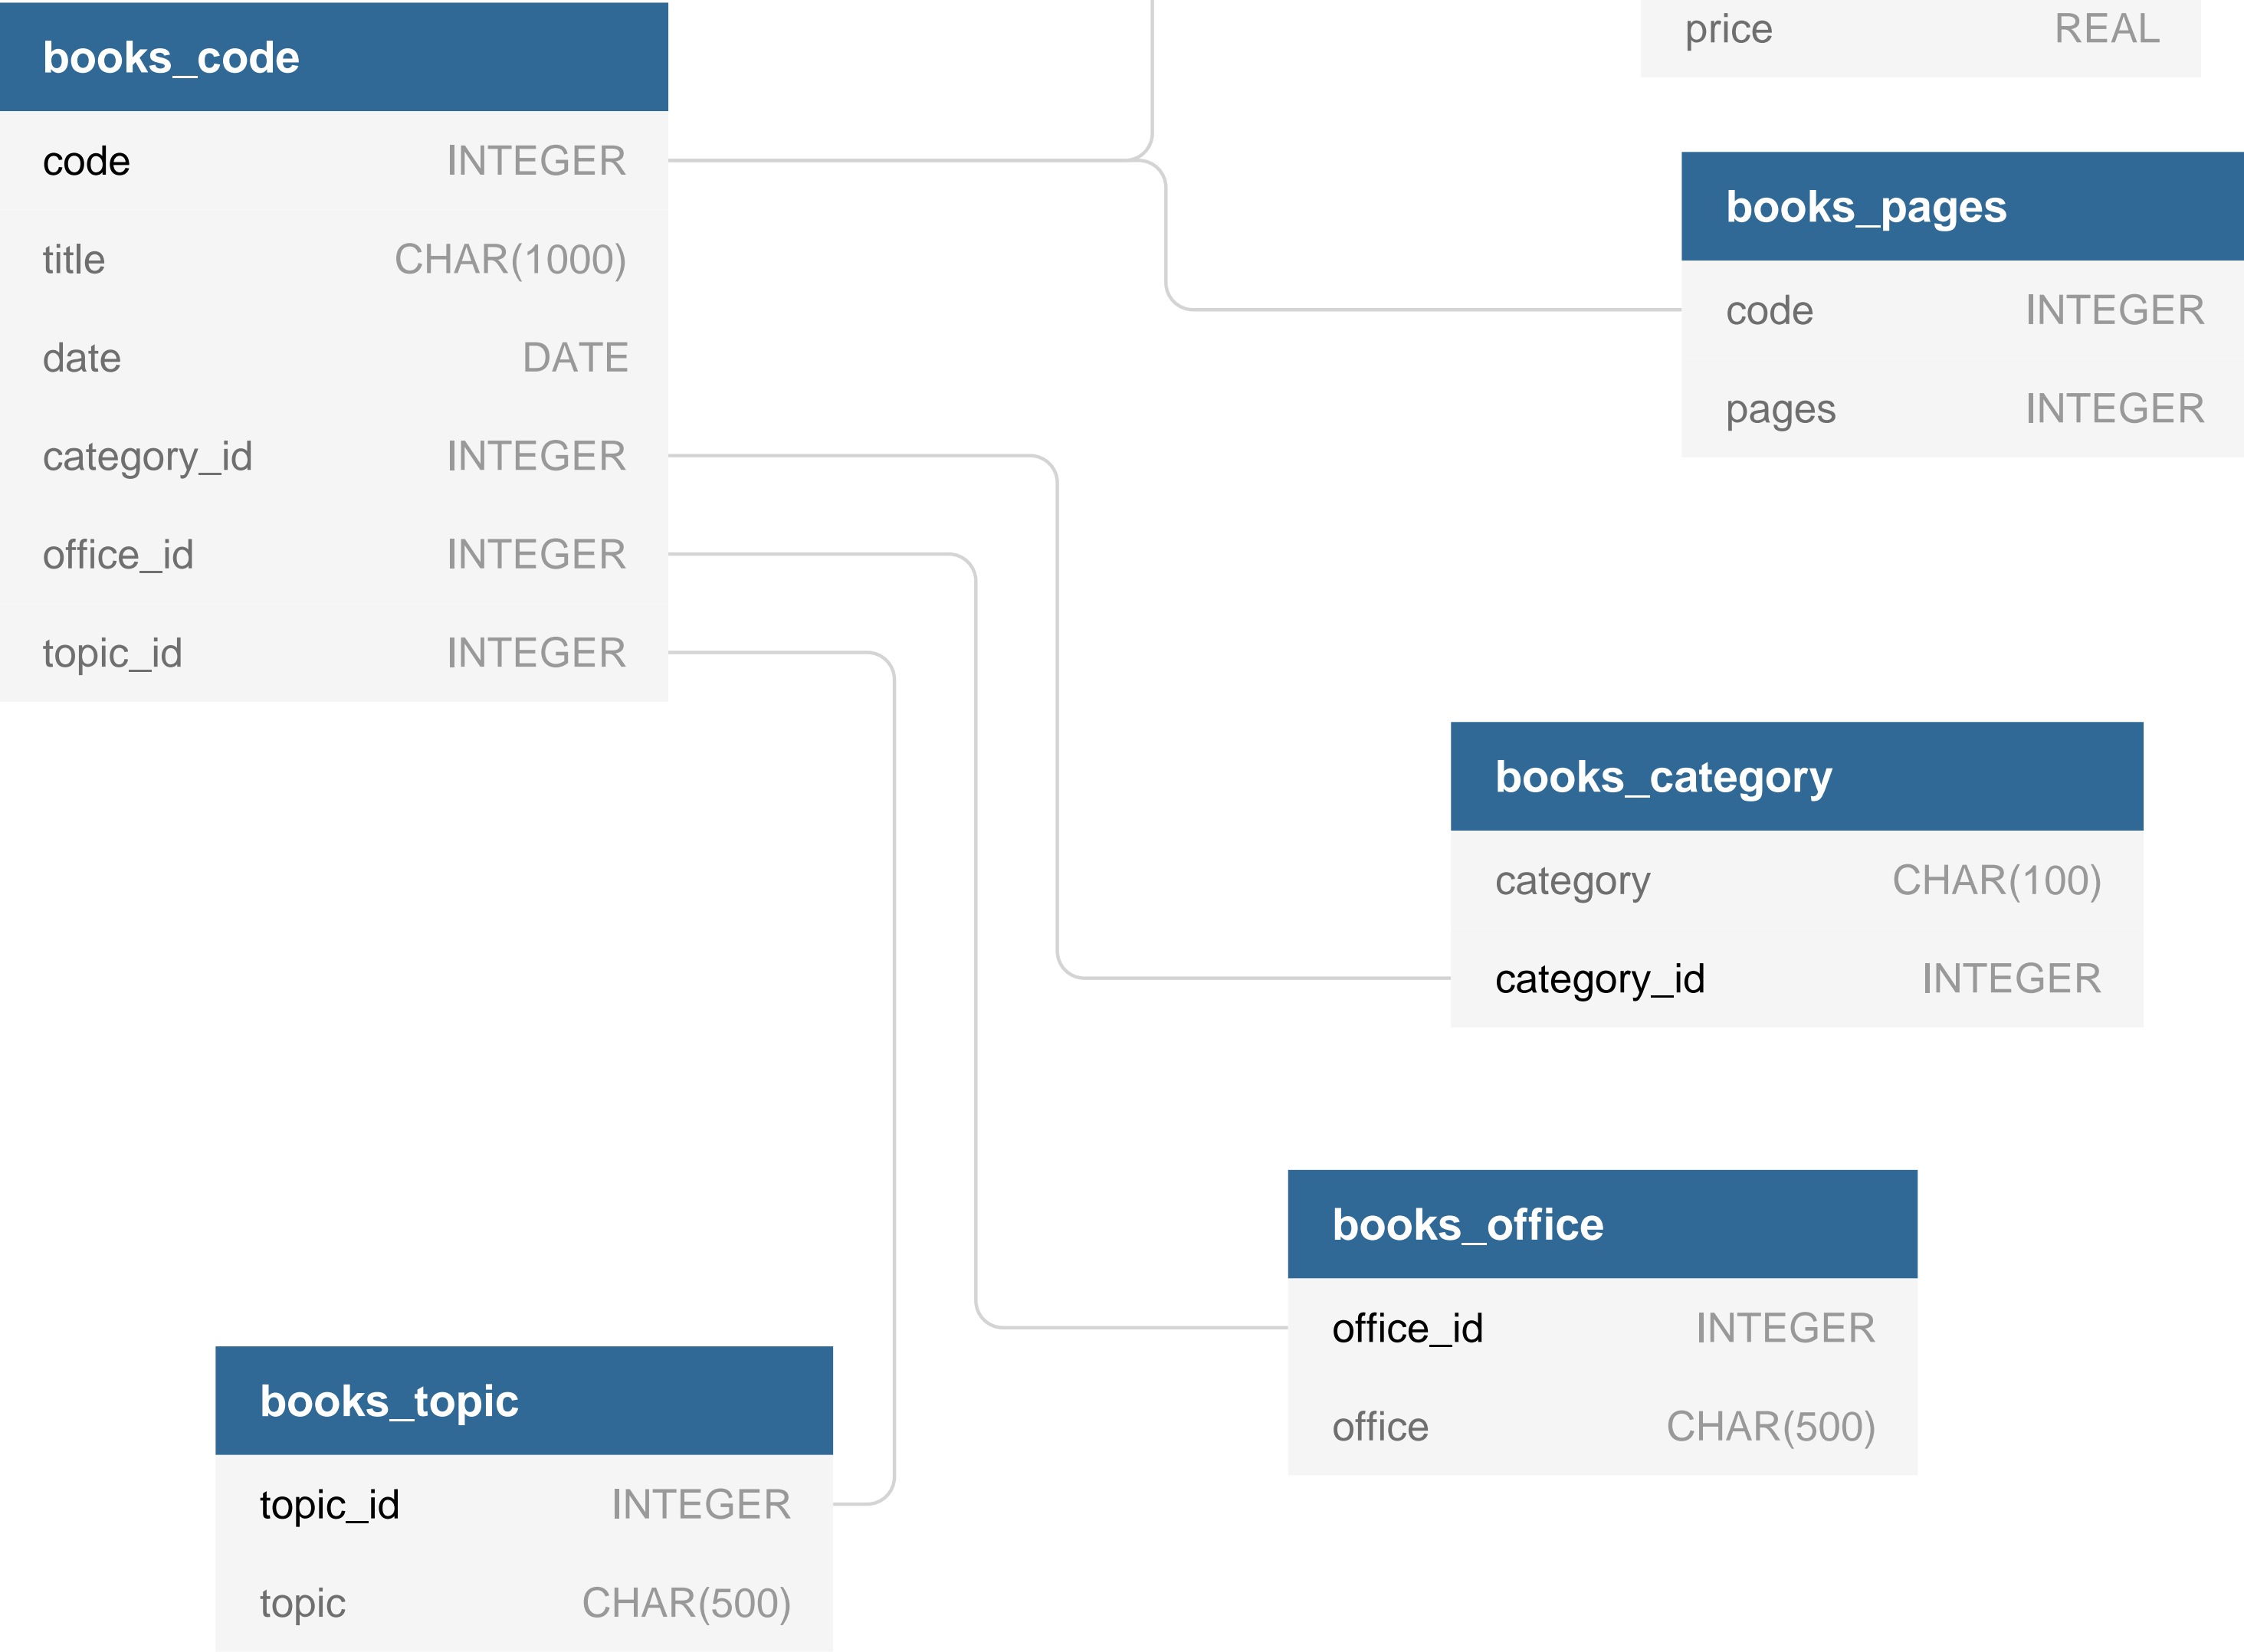 price REAL
books_code
code INTEGER
title CHAR(1000)
date DATE
category_id INTEGER
office_id INTEGER
topic_id INTEGER
books_pages
code INTEGER
pages INTEGER
books_category
category CHAR(100)
category_id INTEGER
books_office
office_id INTEGER
office CHAR(500)
books_topic
topic_id INTEGER
topic CHAR(500)